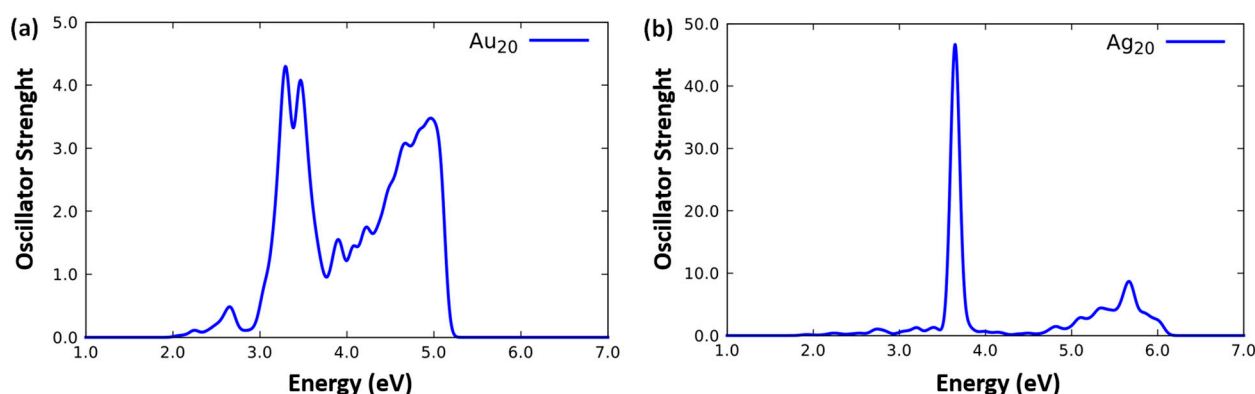 (a)
Au20
5.0
4.0
3.0
2.0
1.0
0.0
Oscillator Strenght
1.0 2.0 3.0 4.0 5.0 6.0 7.0
Energy (eV)
(b)
Ag20
50.0
40.0
30.0
20.0
10.0
0.0
Oscillator Strenght
1.0 2.0 3.0 4.0 5.0 6.0 7.0
Energy (eV)